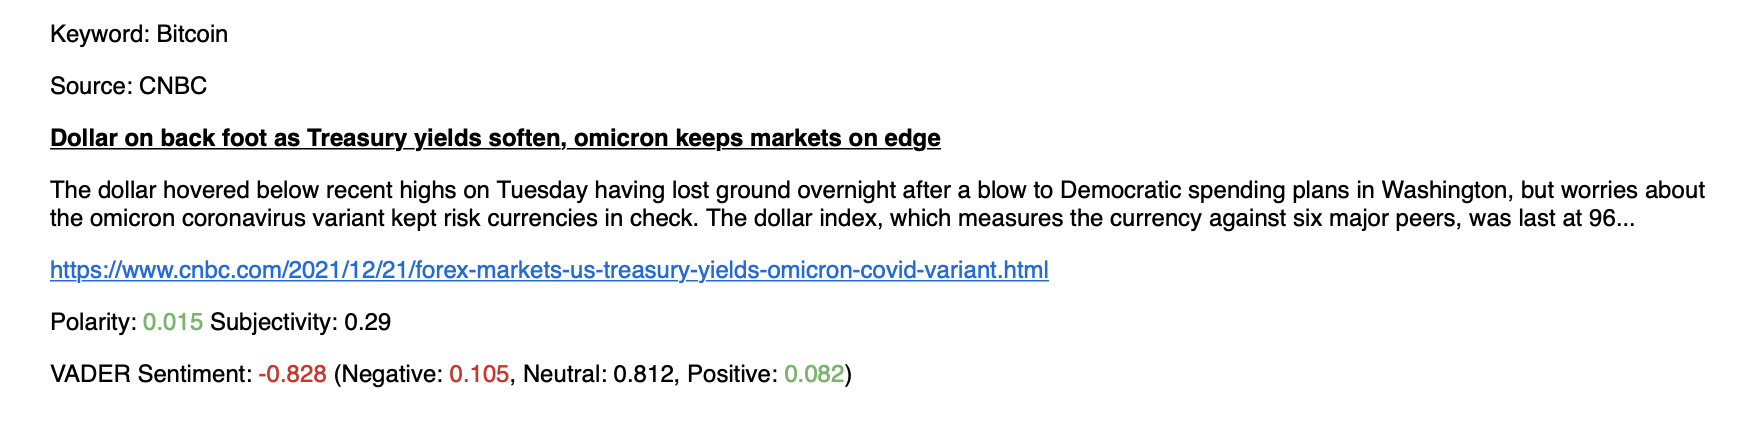 Keyword: Bitcoin
Source: CNBC
Dollar on back foot as Treasury yields soften, omicron keeps markets on edge
The dollar hovered below recent highs on Tuesday having lost ground overnight after a blow to Democratic spending plans in Washington, but worries about
the omicron coronavirus variant kept risk currencies in check. The dollar index, which measures the currency against six major peers, was last at 96...
https://www.cnbc.com/2021/12/21/forex-markets-us-treasury-yields-omicron-covid-variant.html
Polarity: 0.015 Subjectivity: 0.29
VADER Sentiment: -0.828 (Negative: 0.105, Neutral: 0.812, Positive: 0.082)